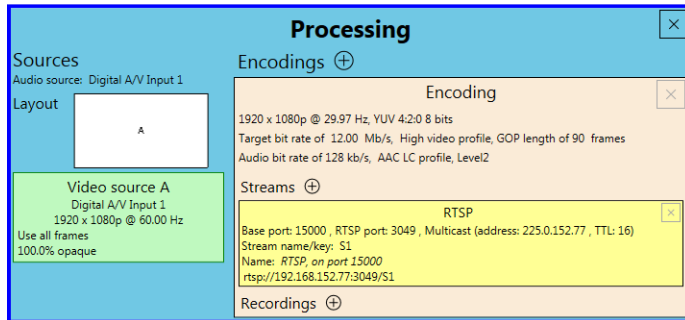 Processing
Sources
Audio source: Digital A/V Input 1
Layout
A
Video source A
Digital A/V Input 1
1920 x 1080p @ 60.00 Hz
Use all frames
100.0% opaque
Encodings
Encoding
1920 x 1080p @ 29.97 Hz, YUV 4:2:0 8 bits
Target bit rate of 12.00 Mb/s, High video profile, GOP length of 90 frames
Audio bit rate of 128 kb/s, AAC LC profile, Level2
Streams
RTSP
Base port: 15000 , RTSP port: 3049 , Multicast (address: 225.0.152.77 , TTL: 16)
Stream name/key: S1
Name: RTSP, on port 15000
rtsp://192.168.152.77:3049/S1
Recordings